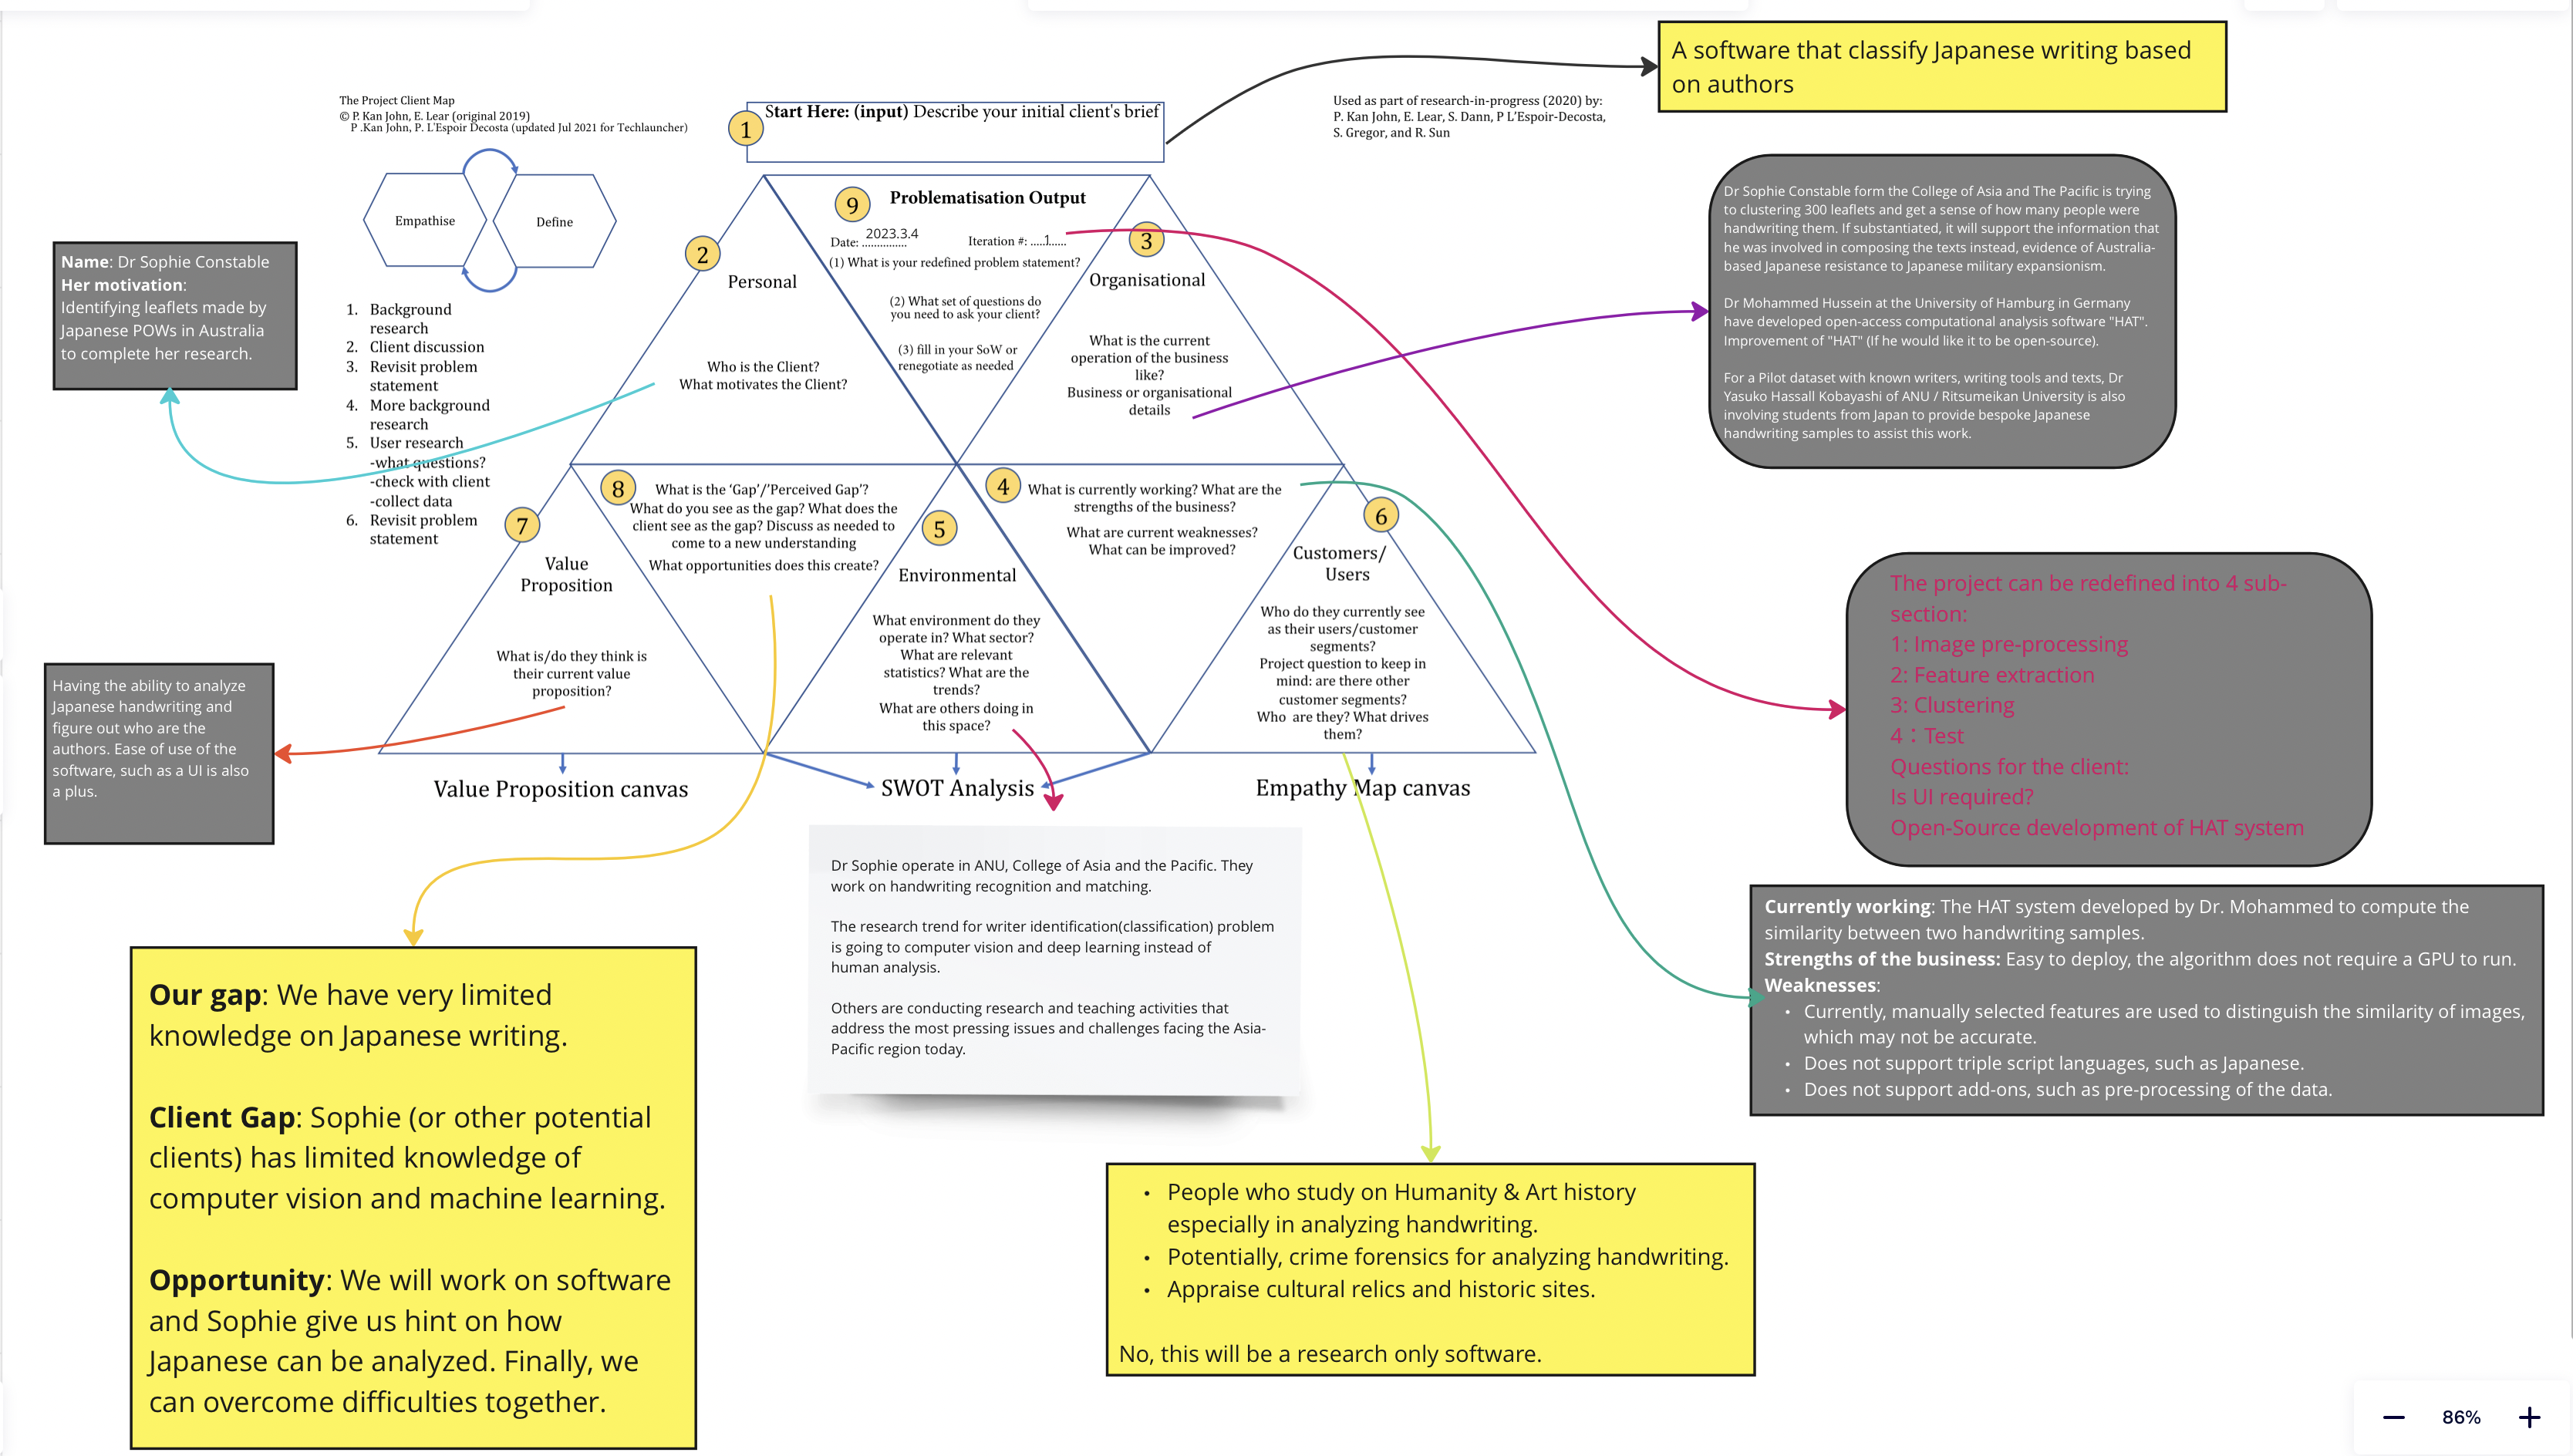 A software that classify Japanese writing based
on authors
The Project Client Map
© P. Kan John, E. Lear (original 2019)
P .Kan John, P. L'Espoir Decosta (updated Jul 2021 for Techlauncher)
1
Start Here: (input) Describe your initial client's brief
Used as part of research-in-progress (2020) by:
P. Kan John, E. Lear, S. Dann, P L'Espoir-Decosta,
S. Gregor, and R. Sun
Empathise
Define
1. Background
research
2. Client discussion
3. Revisit problem
statement
4. More background
research
5. User research
-what questions?
-check with client
-collect data
6. Revisit problem
statement
Name: Dr Sophie Constable
Her motivation:
Identifying leaflets made by
Japanese POWs in Australia
to complete her research.
2
Personal
Who is the Client?
What motivates the Client?
9
Problematisation Output
Date: ............... 2023.3.4
Iteration #: .....1......
(1) What is your redefined problem statement?
(2) What set of questions do
you need to ask your client?
(3) fill in your SoW or
renegotiate as needed
3
Organisational
What is the current
operation of the business
like?
Business or organisational
details
Dr Sophie Constable form the College of Asia and The Pacific is trying
to clustering 300 leaflets and get a sense of how many people were
handwriting them. If substantiated, it will support the information that
he was involved in composing the texts instead, evidence of Australia-
based Japanese resistance to Japanese military expansionism.
Dr Mohammed Hussein at the University of Hamburg in Germany
have developed open-access computational analysis software "HAT".
Improvement of "HAT" (If he would like it to be open-source).
For a Pilot dataset with known writers, writing tools and texts, Dr
Yasuko Hassall Kobayashi of ANU / Ritsumeikan University is also
involving students from Japan to provide bespoke Japanese
handwriting samples to assist this work.
7
Value
Proposition
What is/do they think is
their current value
proposition?
8
What is the ‘Gap’/‘Perceived Gap’?
What do you see as the gap? What does the
client see as the gap? Discuss as needed to
come to a new understanding
What opportunities does this create?
5
Environmental
What environment do they
operate in? What sector?
What are relevant
statistics? What are the
trends?
What are others doing in
this space?
4
What is currently working? What are the
strengths of the business?
What are current weaknesses?
What can be improved?
6
Customers/
Users
Who do they currently see
as their users/customer
segments?
Project question to keep in
mind: are there other
customer segments?
Who are they? What drives
them?
Value Proposition canvas
SWOT Analysis
Empathy Map canvas
Having the ability to analyze
Japanese handwriting and
figure out who are the
authors. Ease of use of the
software, such as a UI is also
a plus.
The project can be redefined into 4 sub-
section:
1: Image pre-processing
2: Feature extraction
3: Clustering
4：Test
Questions for the client:
Is UI required?
Open-Source development of HAT system
Dr Sophie operate in ANU, College of Asia and the Pacific. They
work on handwriting recognition and matching.
The research trend for writer identification(classification) problem
is going to computer vision and deep learning instead of
human analysis.
Others are conducting research and teaching activities that
address the most pressing issues and challenges facing the Asia-
Pacific region today.
Currently working: The HAT system developed by Dr. Mohammed to compute the
similarity between two handwriting samples.
Strengths of the business: Easy to deploy, the algorithm does not require a GPU to run.
Weaknesses:
• Currently, manually selected features are used to distinguish the similarity of images,
which may not be accurate.
• Does not support triple script languages, such as Japanese.
• Does not support add-ons, such as pre-processing of the data.
Our gap: We have very limited
knowledge on Japanese writing.
Client Gap: Sophie (or other potential
clients) has limited knowledge of
computer vision and machine learning.
Opportunity: We will work on software
and Sophie give us hint on how
Japanese can be analyzed. Finally, we
can overcome difficulties together.
• People who study on Humanity & Art history
especially in analyzing handwriting.
• Potentially, crime forensics for analyzing handwriting.
• Appraise cultural relics and historic sites.
No, this will be a research only software.
86%